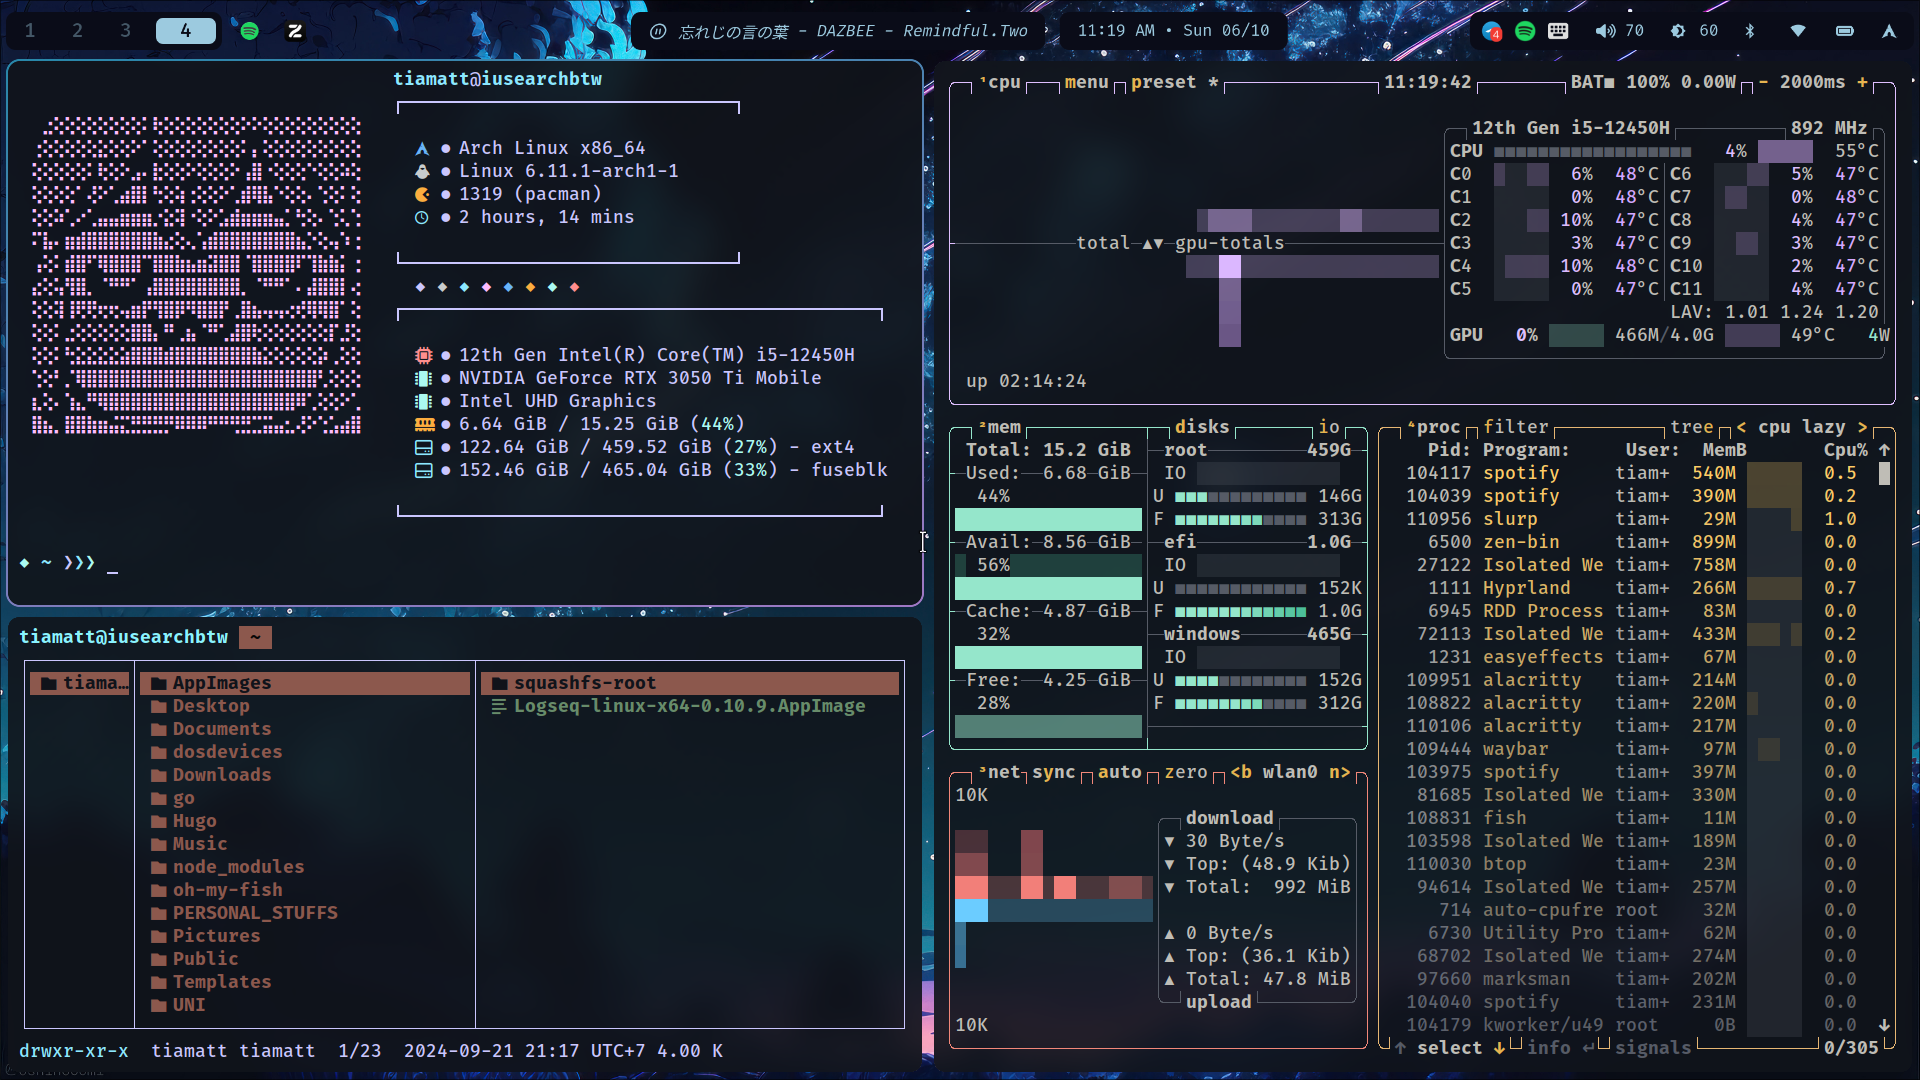 1 2 3 4
忘れじの言の葉 - DAZBEE - Remindful.Two
11:19 AM • Sun 06/10
4
70 60
tiamatt@iusearchbtw
● Arch Linux x86_64
● Linux 6.11.1-arch1-1
● 1319 (pacman)
● 2 hours, 14 mins
● 12th Gen Intel(R) Core(TM) i5-12450H
● NVIDIA GeForce RTX 3050 Ti Mobile
● Intel UHD Graphics
● 6.64 GiB / 15.25 GiB (44%)
● 122.64 GiB / 459.52 GiB (27%) - ext4
● 152.46 GiB / 465.04 GiB (33%) - fuseblk
◆ ~ ❯❯❯ _
tiamatt@iusearchbtw ~
tiama…
AppImages
Desktop
Documents
dosdevices
Downloads
go
Hugo
Music
node_modules
oh-my-fish
PERSONAL_STUFFS
Pictures
Public
Templates
UNI
squashfs-root
Logseq-linux-x64-0.10.9.AppImage
drwxr-xr-x tiamatt tiamatt 1/23 2024-09-21 21:17 UTC+7 4.00 K
¹cpu menu preset * 11:19:42 BAT■ 100% 0.00W - 2000ms +
12th Gen i5-12450H 892 MHz
CPU 4% 55°C
C0 6% 48°C C6 5% 47°C
C1 0% 48°C C7 0% 48°C
C2 10% 47°C C8 4% 47°C
C3 3% 47°C C9 3% 47°C
C4 10% 48°C C10 2% 47°C
C5 0% 47°C C11 4% 47°C
LAV: 1.01 1.24 1.20
GPU 0% 466M/4.0G 49°C 4W
total ▲▼ gpu-totals
up 02:14:24
²mem
Total: 15.2 GiB
Used: 6.68 GiB
44%
Avail: 8.56 GiB
56%
Cache: 4.87 GiB
32%
Free: 4.25 GiB
28%
disks io
root 459G
IO
U 146G
F 313G
efi 1.0G
IO
U 152K
F 1.0G
windows 465G
IO
U 152G
F 312G
³net sync auto zero <b wlan0 n>
10K
download
▼ 30 Byte/s
▼ Top: (48.9 Kib)
▼ Total: 992 MiB
▲ 0 Byte/s
▲ Top: (36.1 Kib)
▲ Total: 47.8 MiB
upload
10K
⁴proc filter tree < cpu lazy >
Pid: Program: User: MemB Cpu% ↑
104117 spotify tiam+ 540M 0.5
104039 spotify tiam+ 390M 0.2
110956 slurp tiam+ 29M 1.0
6500 zen-bin tiam+ 899M 0.0
27122 Isolated We tiam+ 758M 0.0
1111 Hyprland tiam+ 266M 0.7
6945 RDD Process tiam+ 83M 0.0
72113 Isolated We tiam+ 433M 0.2
1231 easyeffects tiam+ 67M 0.0
109951 alacritty tiam+ 214M 0.0
108822 alacritty tiam+ 220M 0.0
110106 alacritty tiam+ 217M 0.0
109444 waybar tiam+ 97M 0.0
103975 spotify tiam+ 397M 0.0
81685 Isolated We tiam+ 330M 0.0
108831 fish tiam+ 11M 0.0
103598 Isolated We tiam+ 189M 0.0
110030 btop tiam+ 23M 0.0
94614 Isolated We tiam+ 257M 0.0
714 auto-cpufre root 32M 0.0
6730 Utility Pro tiam+ 62M 0.0
68702 Isolated We tiam+ 274M 0.0
97660 marksman tiam+ 202M 0.0
104040 spotify tiam+ 231M 0.0
104179 kworker/u49 root 0B 0.0 ↓
↑ select ↓ info ↵ signals 0/305